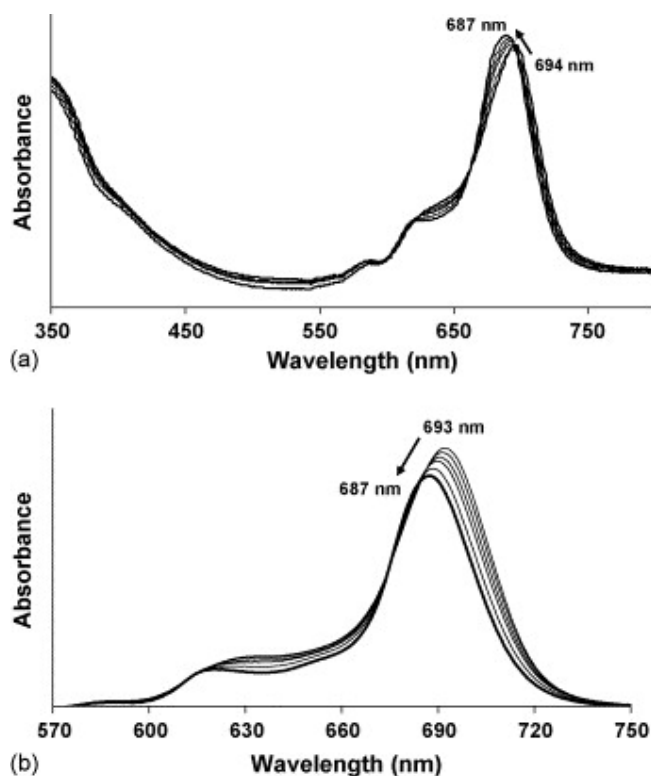 687 nm
694 nm
Absorbance
350 450 550 650 750
(a) Wavelength (nm)
693 nm
687 nm
Absorbance
570 600 630 660 690 720 750
(b) Wavelength (nm)